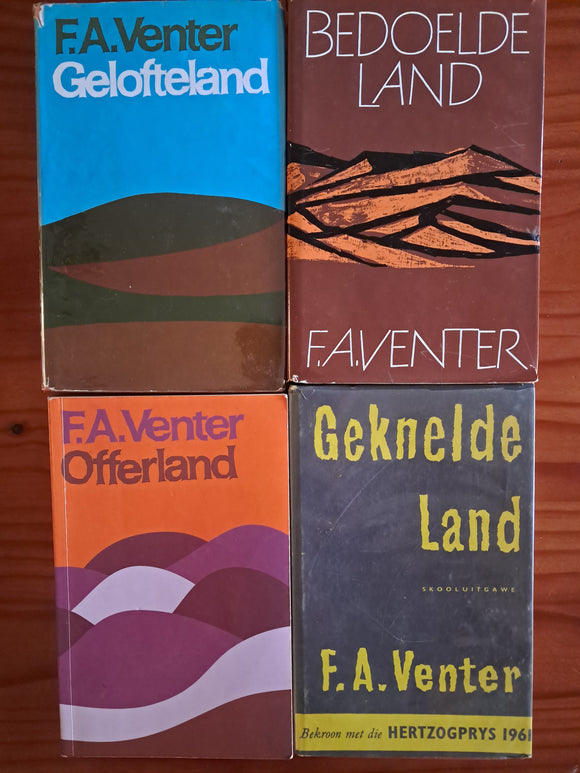 F.A.Venter
Gelofteland
BEDOELDE
LAND
F.A.VENTER
F.A.Venter
Offerland
Geknelde
Land
SKOOLUITGAWE
F.A.Venter
Bekroon met die HERTZOGPRYS 1961